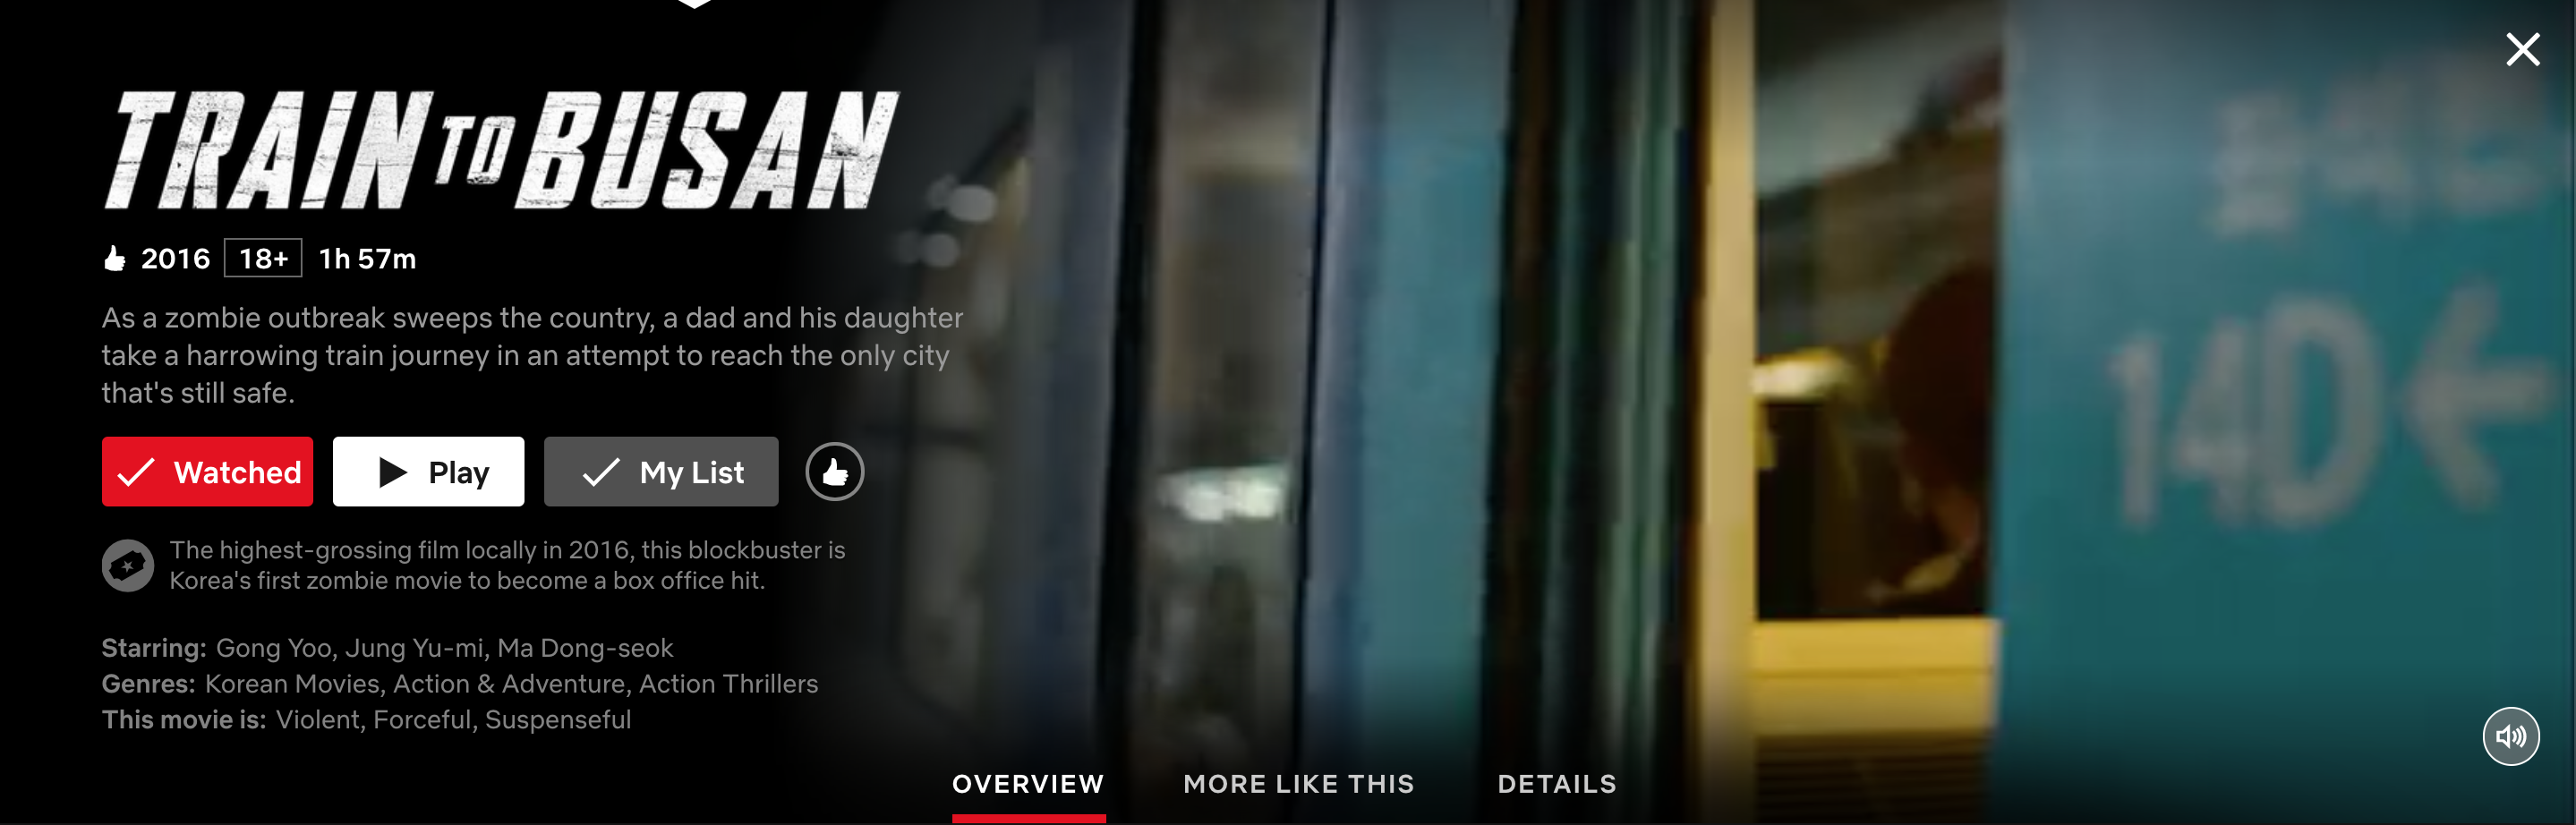 TRAIN TO BUSAN
2016 18+ 1h 57m
As a zombie outbreak sweeps the country, a dad and his daughter
take a harrowing train journey in an attempt to reach the only city
that's still safe.
Watched Play My List
The highest-grossing film locally in 2016, this blockbuster is
Korea's first zombie movie to become a box office hit.
Starring: Gong Yoo, Jung Yu-mi, Ma Dong-seok
Genres: Korean Movies, Action & Adventure, Action Thrillers
This movie is: Violent, Forceful, Suspenseful
OVERVIEW MORE LIKE THIS DETAILS
14D